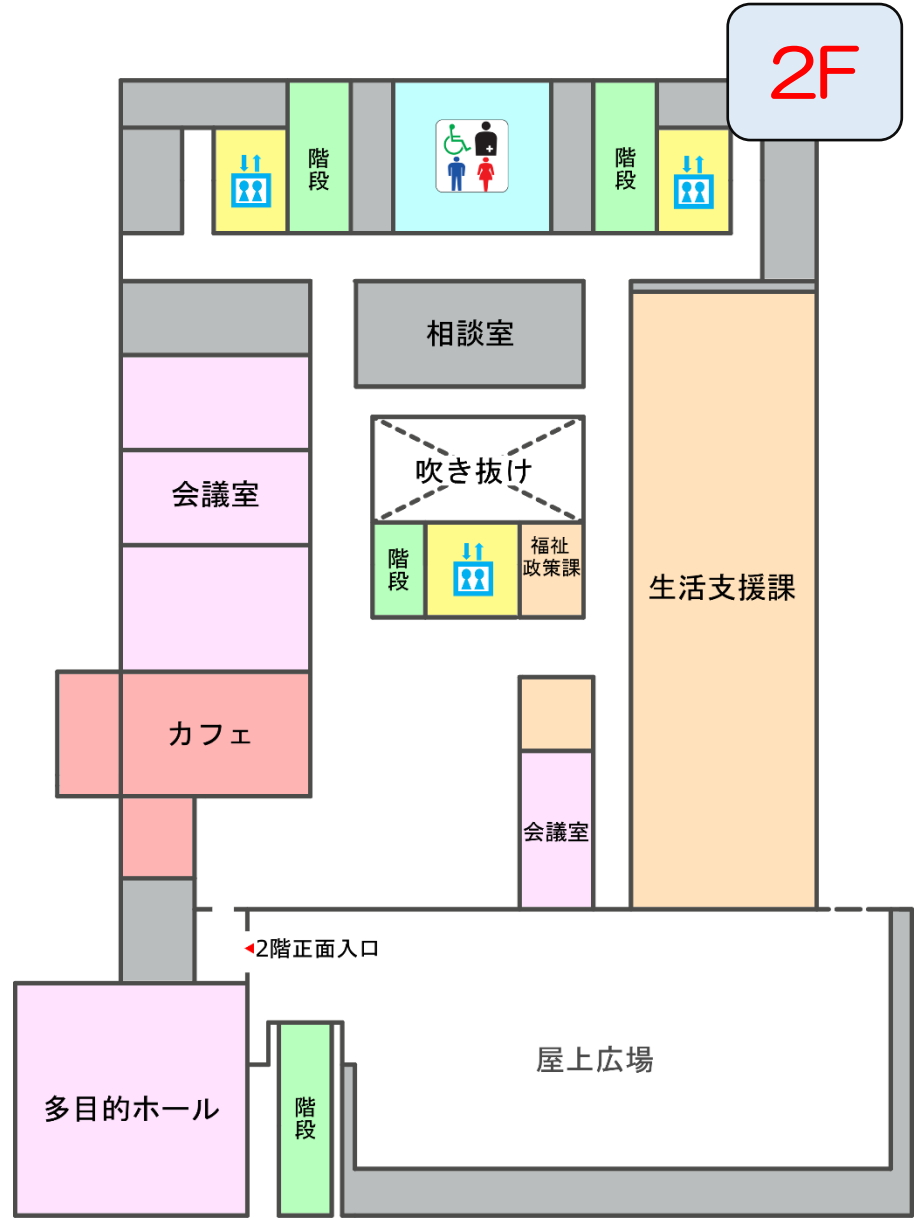 2F
階
段
階
段
相談室
吹き抜け
会議室
階
段
福祉
政策課
生活支援課
カフェ
会議室
2階正面入口
屋上広場
多目的ホール
階
段